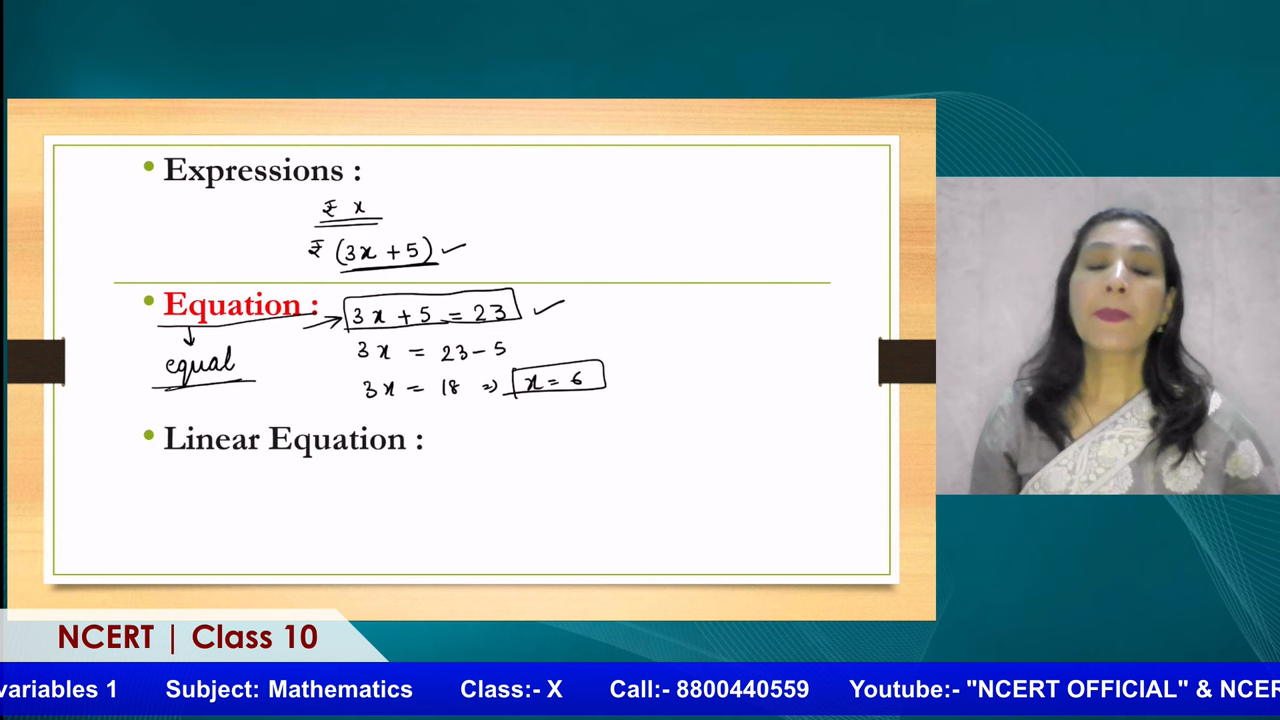 • Expressions :
₹ x
₹ (3x + 5) ✓
• Equation : → 3x + 5 = 23 ✓
equal
3x = 23 - 5
3x = 18 ⇒ x = 6
• Linear Equation :
NCERT | Class 10
variables 1 Subject: Mathematics Class:- X Call:- 8800440559 Youtube:- "NCERT OFFICIAL" & NCE